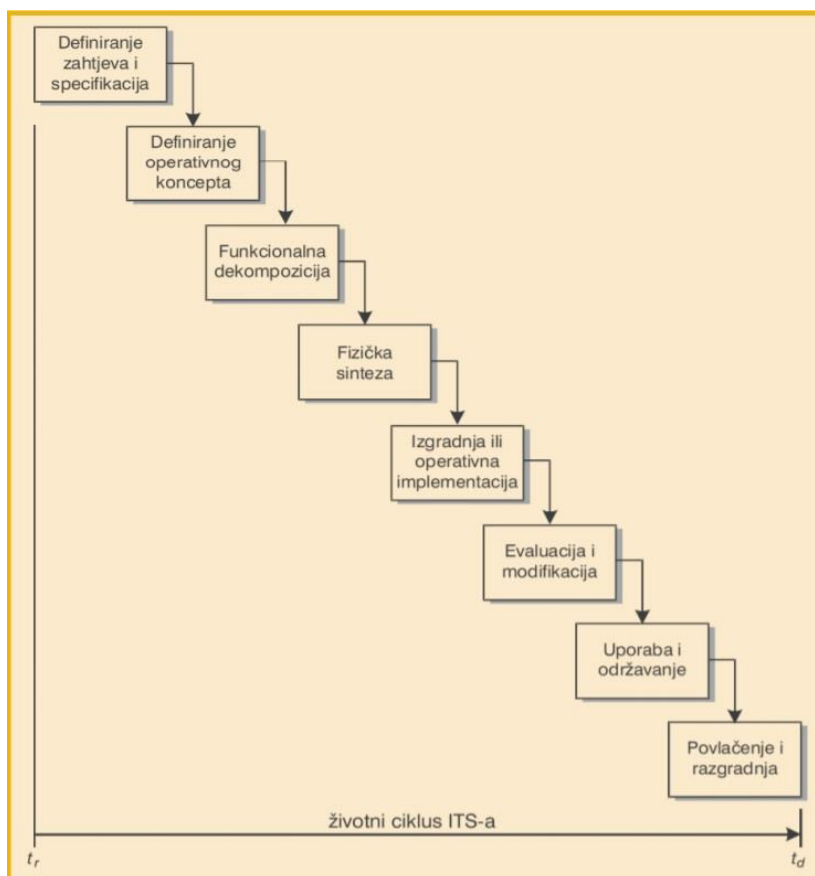 Definiranje
zahtjeva i
specifikacija
Definiranje
operativnog
koncepta
Funkcionalna
dekompozicija
Fizička
sinteza
Izgradnja ili
operativna
implementacija
Evaluacija i
modifikacija
Uporaba i
održavanje
Povlačenje i
razgradnja
životni ciklus ITS-a
tr
td